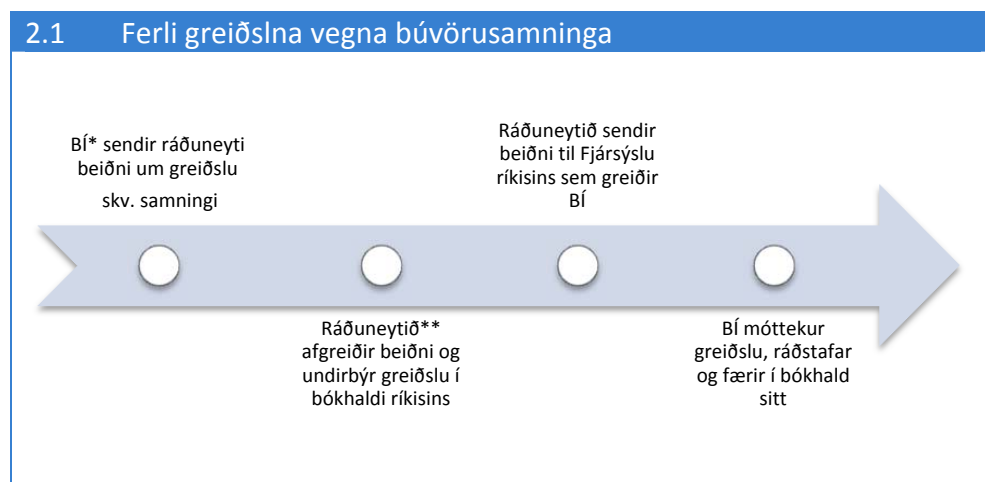 2.1 Ferli greiðslna vegna búvörusamninga
BÍ* sendir ráðuneyti
beiðni um greiðslu
skv. samningi
Ráðuneytið**
afgreiðir beiðni og
undirbýr greiðslu í
bókhaldi ríkisins
Ráðuneytið sendir
beiðni til Fjársýslu
ríkisins sem greiðir
BÍ
BÍ móttekur
greiðslu, ráðstafar
og færir í bókhald
sitt